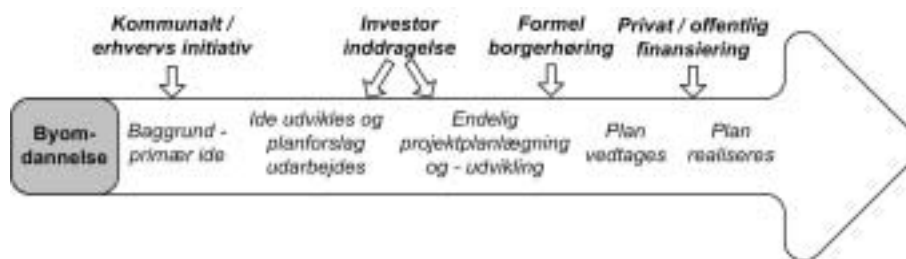 Kommunalt /
erhvervs initiativ
Investor
inddragelse
Formel
borgerhøring
Privat / offentlig
finansiering
Byom-
dannelse
Baggrund -
primær ide
Ide udvikles og
planforslag
udarbejdes
Endelig
projektplanlægning
og - udvikling
Plan
vedtages
Plan
realiseres